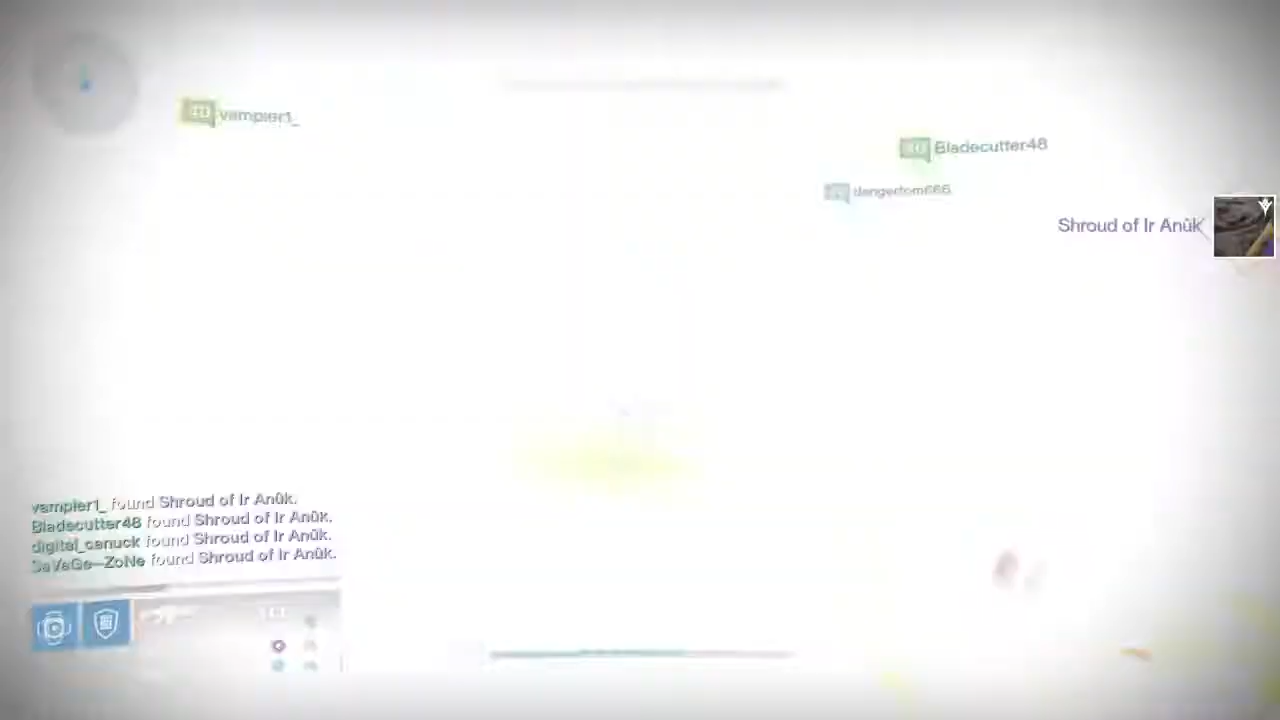 vampier1_
Bladecutter48
dangertom666
Shroud of Ir Anûk
vampier1_ found Shroud of Ir Anûk.
Bladecutter48 found Shroud of Ir Anûk.
digital_canuck found Shroud of Ir Anûk.
SaVaGe-ZoNe found Shroud of Ir Anûk.